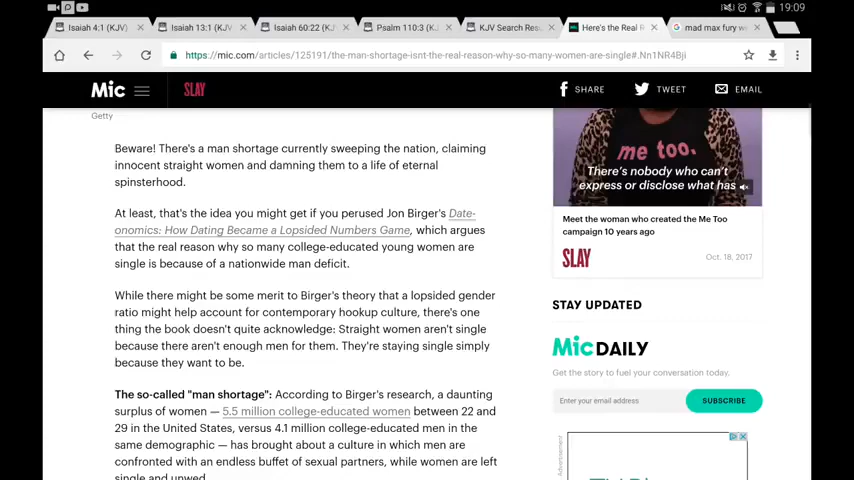 19:09
Isaiah 4:1 (KJV)
Isaiah 13:1 (KJV)
Isaiah 60:22 (KJV)
Psalm 110:3 (KJV)
KJV Search Res
Here's the Real R
mad max fury w
https://mic.com/articles/125191/the-man-shortage-isnt-the-real-reason-why-so-many-women-are-single#.Nn1NR4Bji
Mic
SLAY
SHARE
TWEET
EMAIL
Getty
Beware! There's a man shortage currently sweeping the nation, claiming
innocent straight women and damning them to a life of eternal
spinsterhood.
At least, that's the idea you might get if you perused Jon Birger's Date-
onomics: How Dating Became a Lopsided Numbers Game, which argues
that the real reason why so many college-educated young women are
single is because of a nationwide man deficit.
While there might be some merit to Birger's theory that a lopsided gender
ratio might help account for contemporary hookup culture, there's one
thing the book doesn't quite acknowledge: Straight women aren't single
because there aren't enough men for them. They're staying single simply
because they want to be.
The so-called "man shortage": According to Birger's research, a daunting
surplus of women — 5.5 million college-educated women between 22 and
29 in the United States, versus 4.1 million college-educated men in the
same demographic — has brought about a culture in which men are
confronted with an endless buffet of sexual partners, while women are left
single and unwed.
me too.
There's nobody who can't
express or disclose what has
Meet the woman who created the Me Too
campaign 10 years ago
SLAY
Oct. 18, 2017
STAY UPDATED
Mic DAILY
Get the story to fuel your conversation today.
Enter your email address
SUBSCRIBE
Advertisement